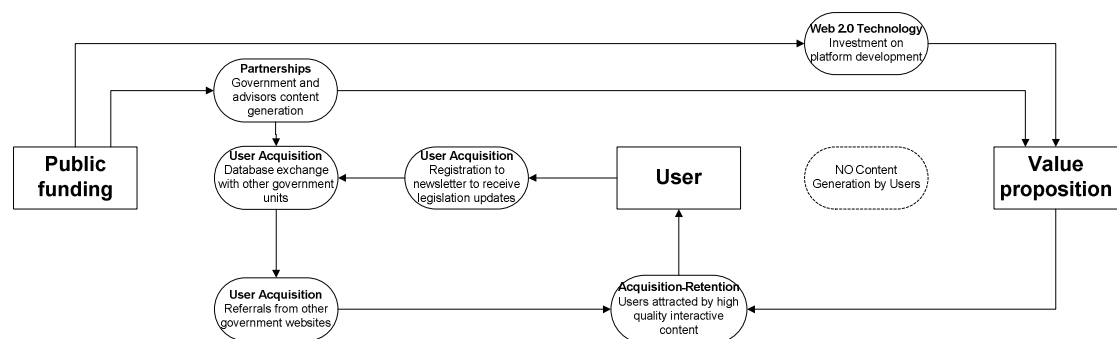 Web 2.0 Technology
Investment on
platform development
Partnerships
Government and
advisors content
generation
Public
funding
User Acquisition
Database exchange
with other government
units
User Acquisition
Registration to
newsletter to receive
legislation updates
User
NO Content
Generation by Users
Value
proposition
User Acquisition
Referrals from other
government websites
Acquisition-Retention
Users attracted by high
quality interactive
content